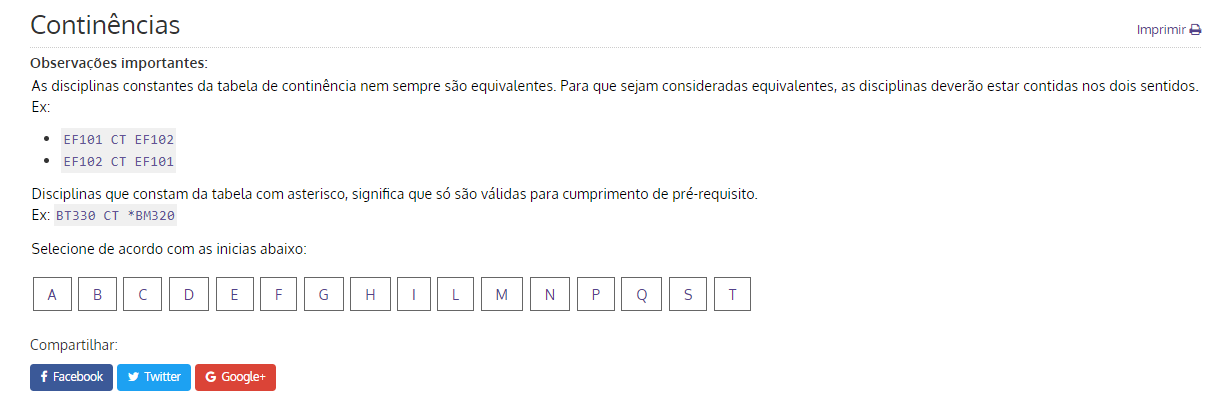 Continências
Imprimir
Observações importantes:
As disciplinas constantes da tabela de continência nem sempre são equivalentes. Para que sejam consideradas equivalentes, as disciplinas deverão estar contidas nos dois sentidos.
Ex:
EF101 CT EF102
EF102 CT EF101
Disciplinas que constam da tabela com asterisco, significa que só são válidas para cumprimento de pré-requisito.
Ex: BT330 CT *BM320
Selecione de acordo com as inicias abaixo:
A B C D E F G H I L M N P Q S T
Compartilhar:
Facebook Twitter Google+